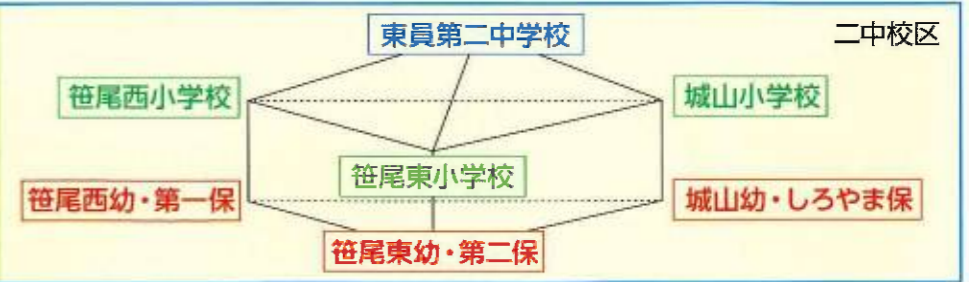 東員第二中学校
二中校区
笹尾西小学校
城山小学校
笹尾東小学校
笹尾西幼・第一保
城山幼・しろやま保
笹尾東幼・第二保